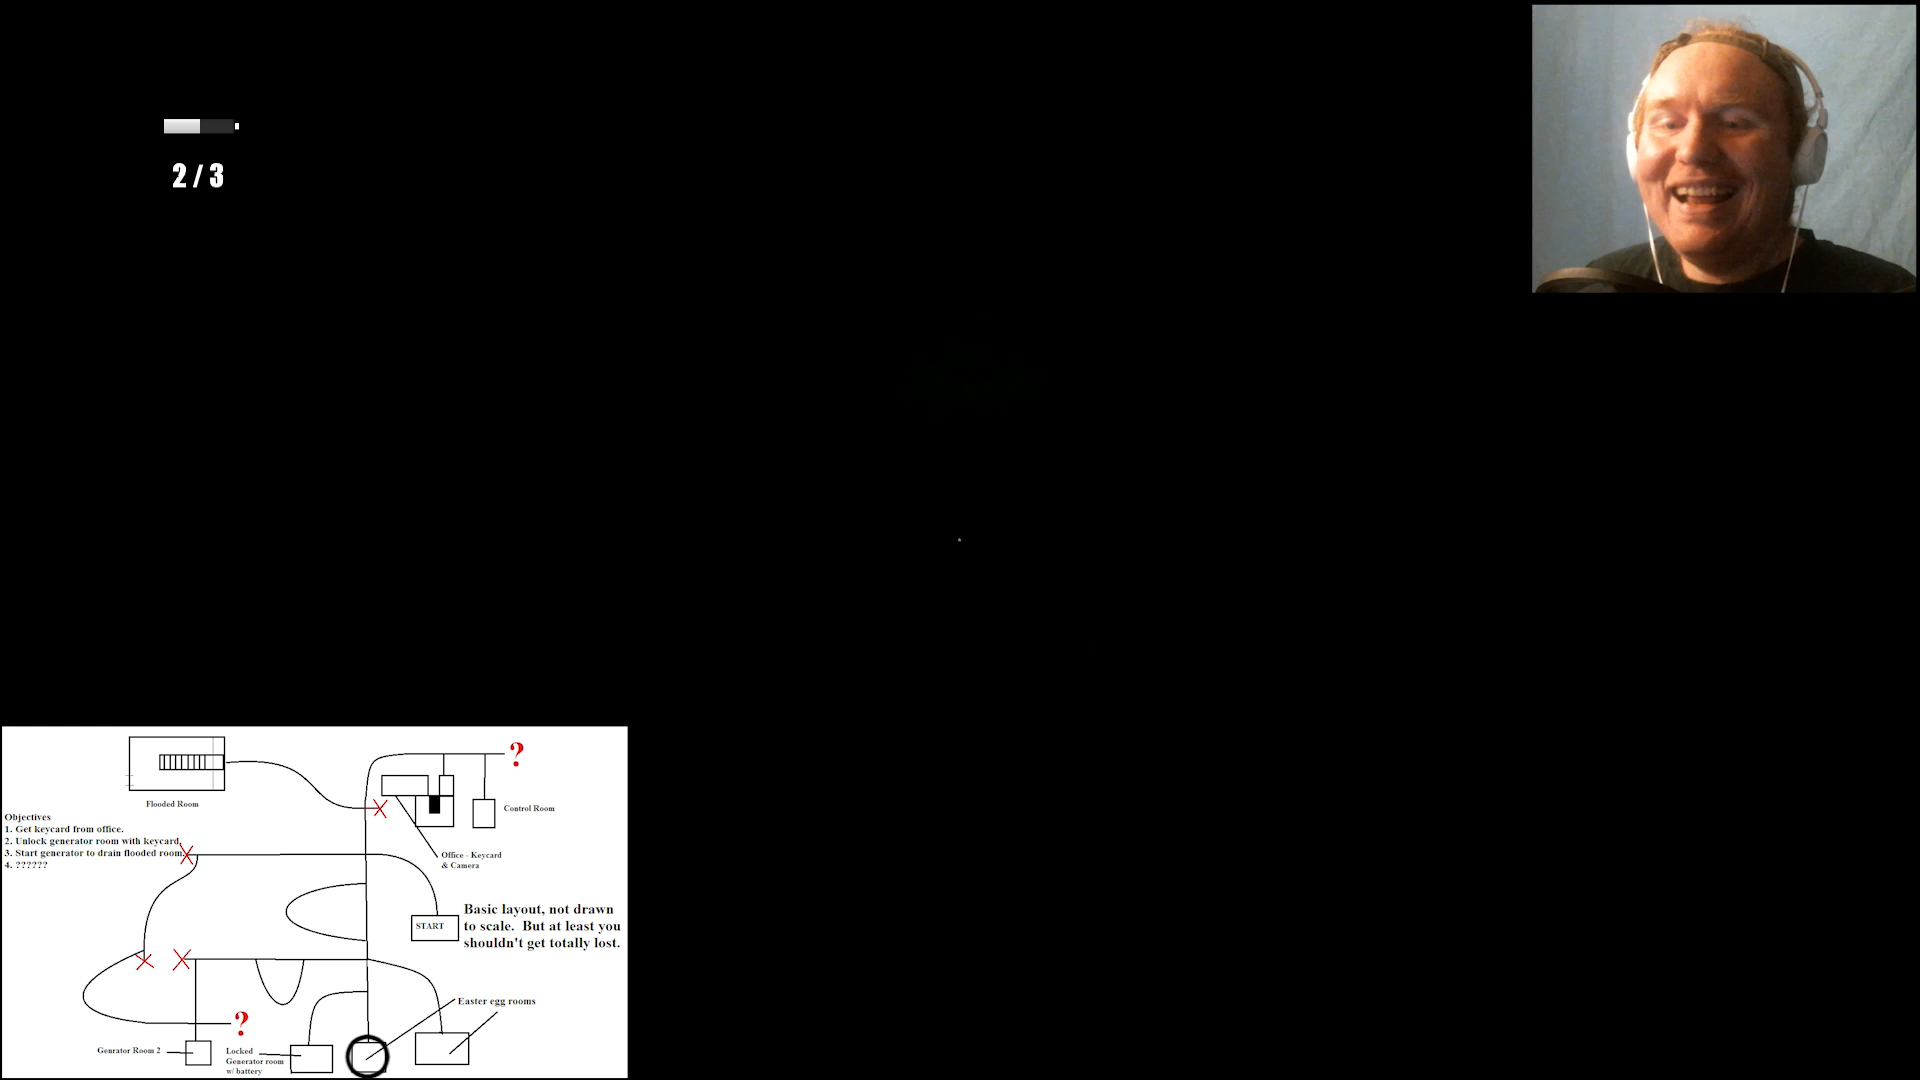 2 / 3
?
Flooded Room
Control Room
Objectives
1. Get keycard from office.
2. Unlock generator room with keycard.
3. Start generator to drain flooded room.
4. ??????
Office - Keycard
& Camera
START
Basic layout, not drawn
to scale. But at least you
shouldn't get totally lost.
Easter egg rooms
?
Genrator Room 2
Locked
Generator room
w/ battery